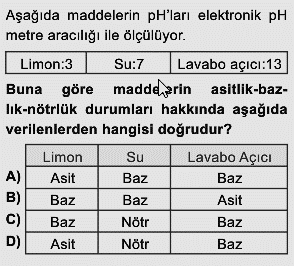 Aşağıda maddelerin pH'ları elektronik pH
metre aracılığı ile ölçülüyor.
Limon:3 Su:7 Lavabo açıcı:13
Buna göre maddelerin asitlik-baz-
lık-nötrlük durumları hakkında aşağıda
verilenlerden hangisi doğrudur?
Limon Su Lavabo Açıcı
A) Asit Baz Baz
B) Baz Baz Asit
C) Baz Nötr Baz
D) Asit Nötr Baz